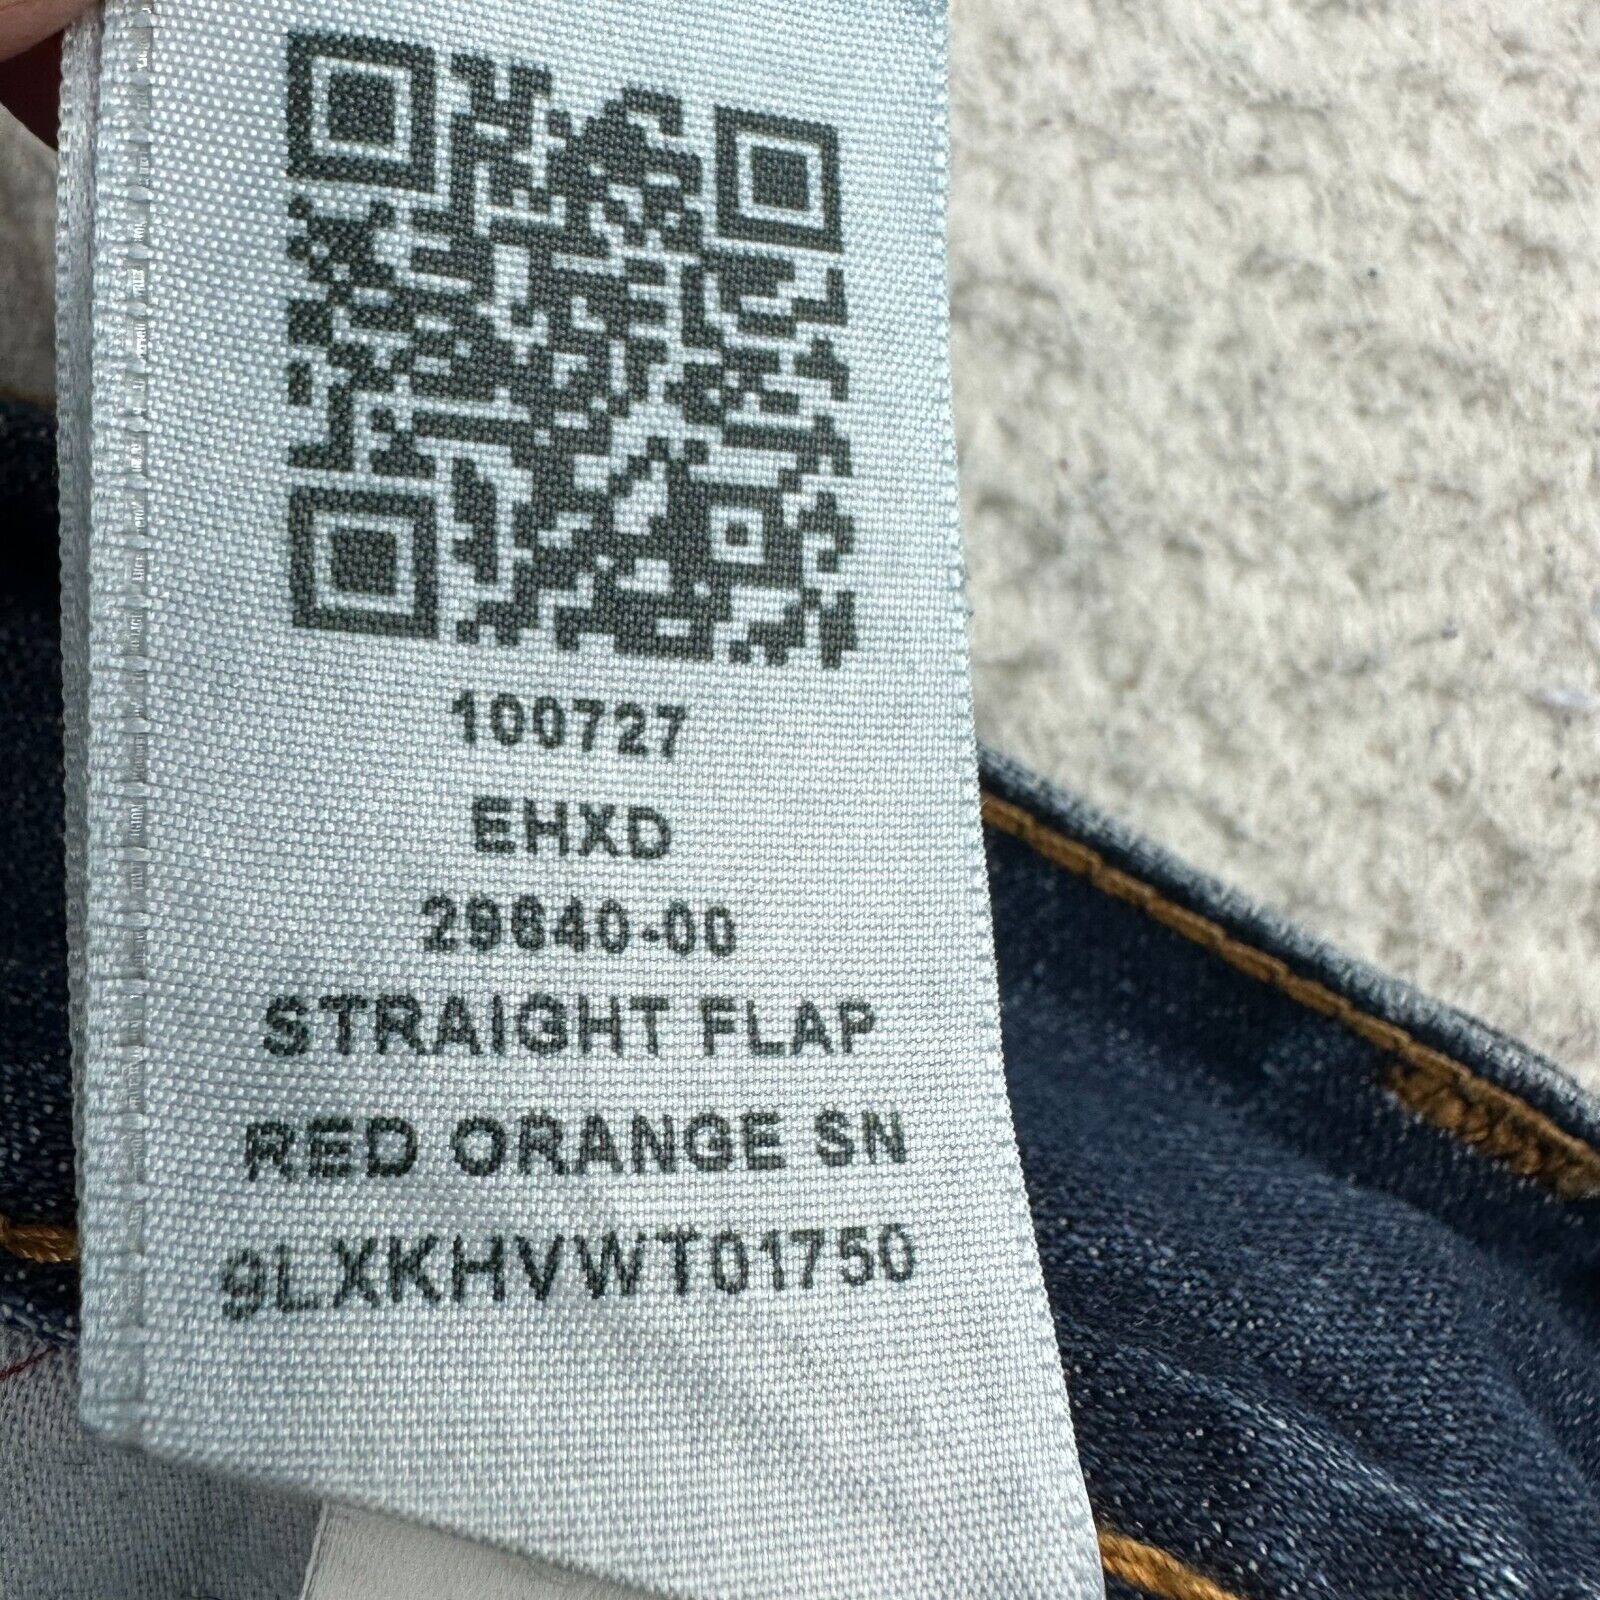 100727
EHXD
29640-00
STRAIGHT FLAP
RED ORANGE SN
9LXKHVWT01750